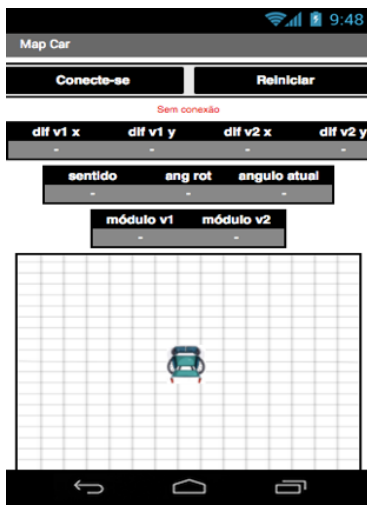 9:48
Map Car
Conecte-se Reiniciar
Sem conexão
dif v1 x dif v1 y dif v2 x dif v2 y
- - - -
sentido ang rot angulo atual
- - -
módulo v1 módulo v2
- -